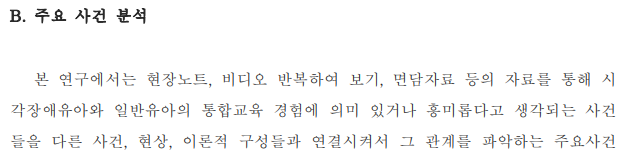 B. 주요 사건 분석
본 연구에서는 현장노트, 비디오 반복하여 보기, 면담자료 등의 자료를 통해 시
각장애유아와 일반유아의 통합교육 경험에 의미 있거나 흥미롭다고 생각되는 사건
들을 다른 사건, 현상, 이론적 구성들과 연결시켜서 그 관계를 파악하는 주요사건